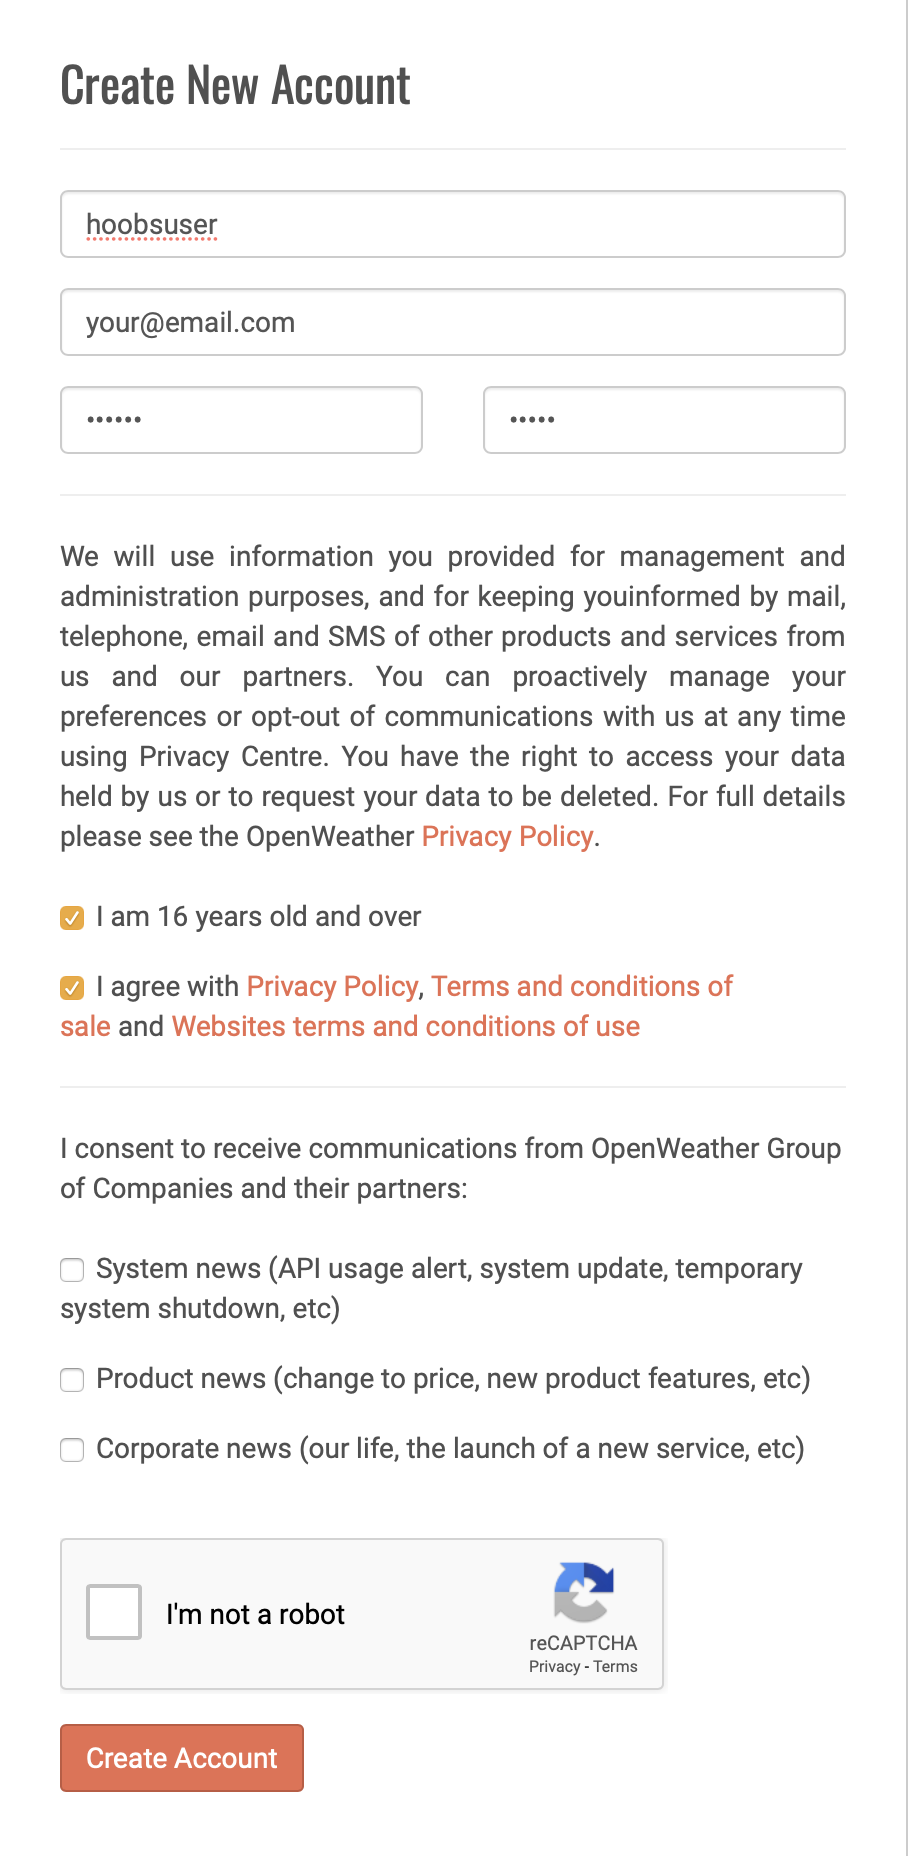 Create New Account
hoobsuser
your@email.com
•••••• •••••
We will use information you provided for management and
administration purposes, and for keeping youinformed by mail,
telephone, email and SMS of other products and services from
us and our partners. You can proactively manage your
preferences or opt-out of communications with us at any time
using Privacy Centre. You have the right to access your data
held by us or to request your data to be deleted. For full details
please see the OpenWeather Privacy Policy.
I am 16 years old and over
I agree with Privacy Policy, Terms and conditions of
sale and Websites terms and conditions of use
I consent to receive communications from OpenWeather Group
of Companies and their partners:
System news (API usage alert, system update, temporary
system shutdown, etc)
Product news (change to price, new product features, etc)
Corporate news (our life, the launch of a new service, etc)
I'm not a robot
reCAPTCHA
Privacy - Terms
Create Account